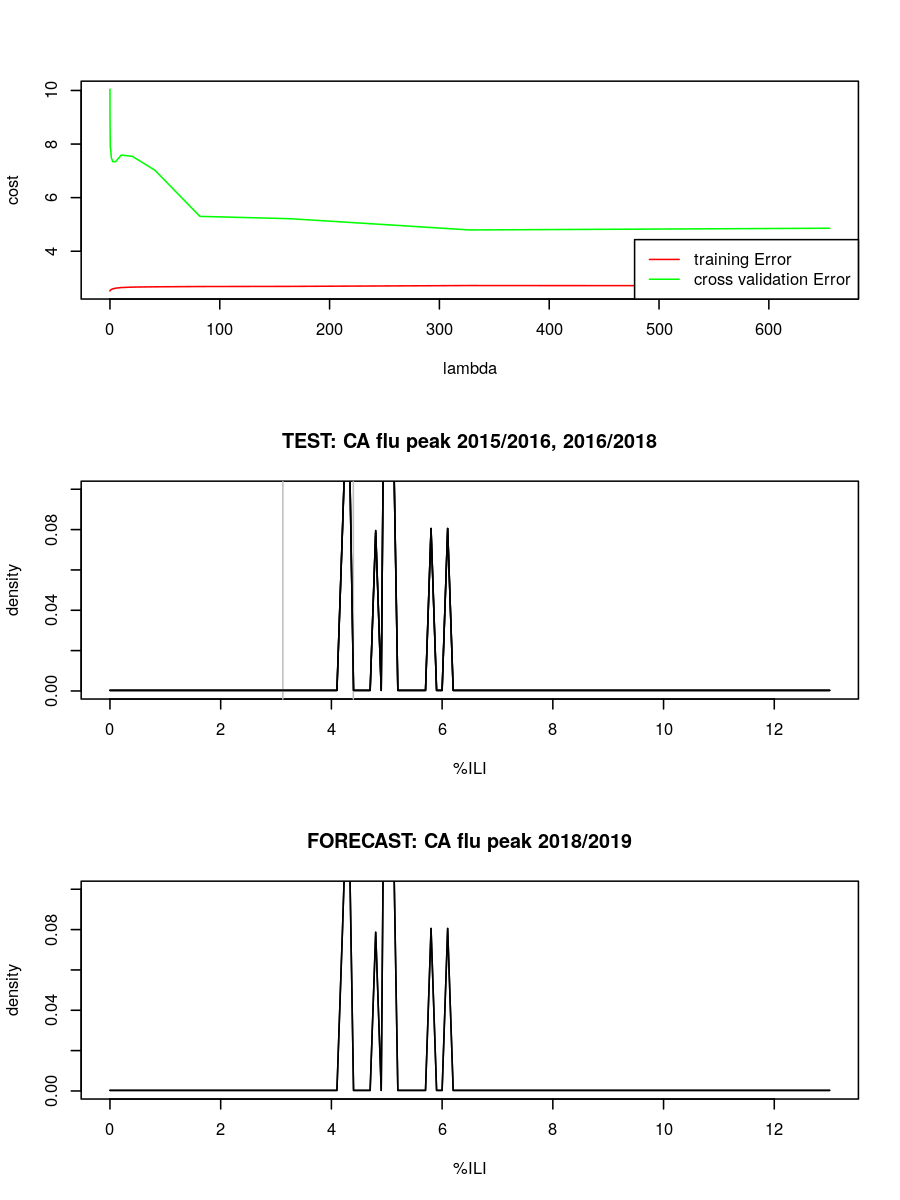 10
8
6
4
cost
training Error
cross validation Error
0 100 200 300 400 500 600
lambda
TEST: CA flu peak 2015/2016, 2016/2018
0.08
0.04
0.00
density
0 2 4 6 8 10 12
%ILI
FORECAST: CA flu peak 2018/2019
0.08
0.04
0.00
density
0 2 4 6 8 10 12
%ILI